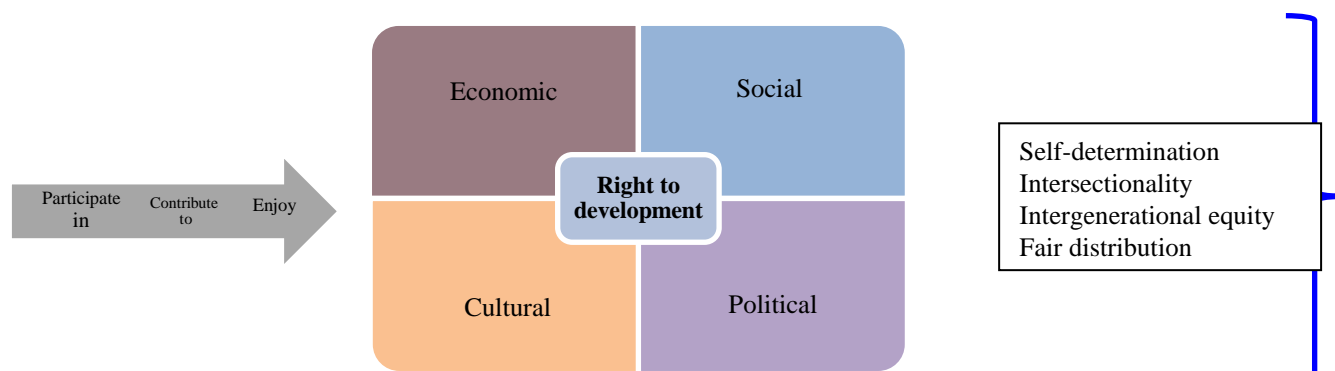 Participate
in
Contribute
to
Enjoy
Economic
Social
Right to
development
Cultural
Political
Self-determination
Intersectionality
Intergenerational equity
Fair distribution